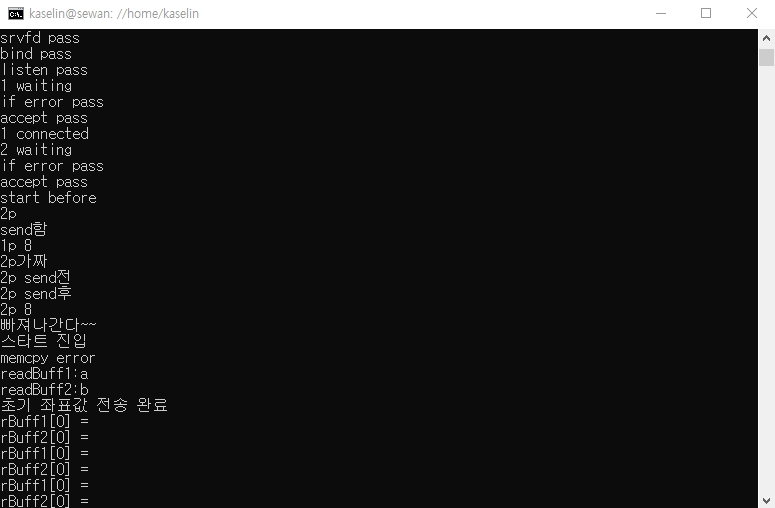 kaselin@sewan: //home/kaselin
srvfd pass
bind pass
listen pass
1 waiting
if error pass
accept pass
1 connected
2 waiting
if error pass
accept pass
start before
2p
send함
1p 8
2p가짜
2p send전
2p send후
2p 8
빠져나간다~~
스타트 진입
memcpy error
readBuff1:a
readBuff2:b
초기 좌표값 전송 완료
rBuff1[0] =
rBuff2[0] =
rBuff1[0] =
rBuff2[0] =
rBuff1[0] =
rBuff2[0] =